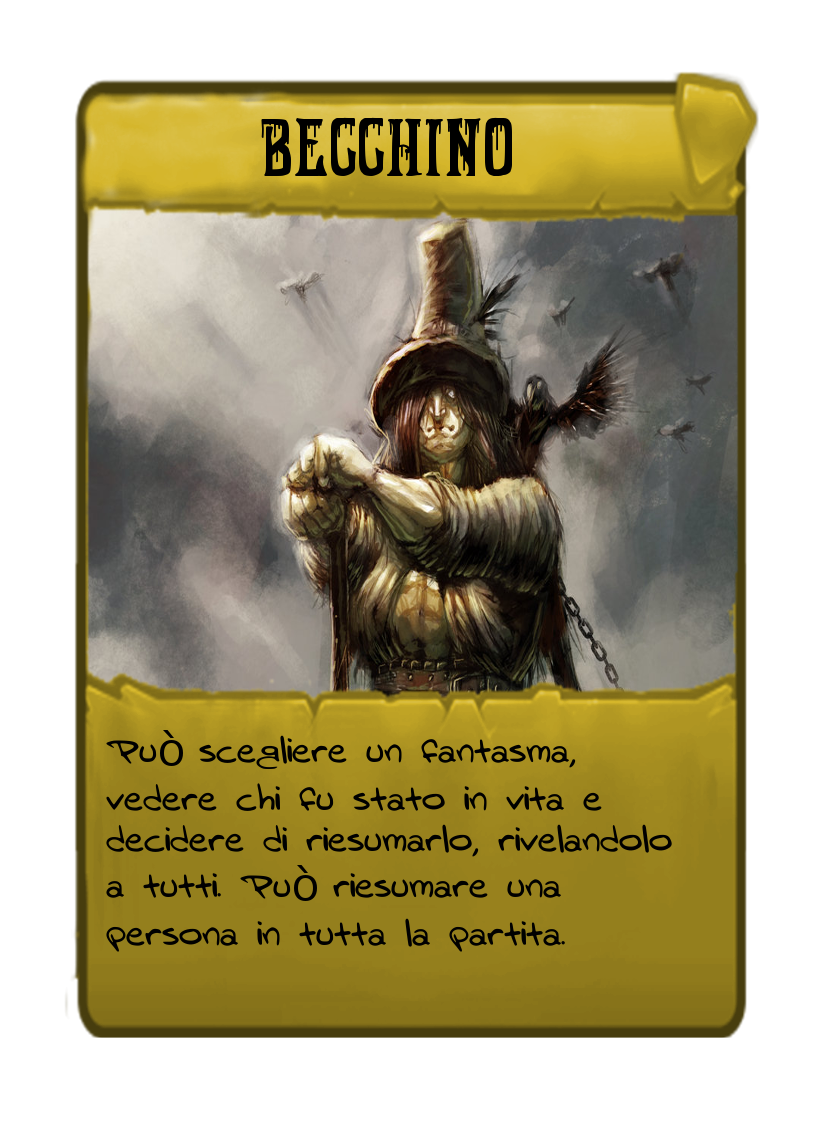 BECCHINO
PuÒ scegliere un fantasma,
vedere chi fu stato in vita e
decidere di riesumarlo, rivelandolo
a tutti. PuÒ riesumare una
persona in tutta la partita.